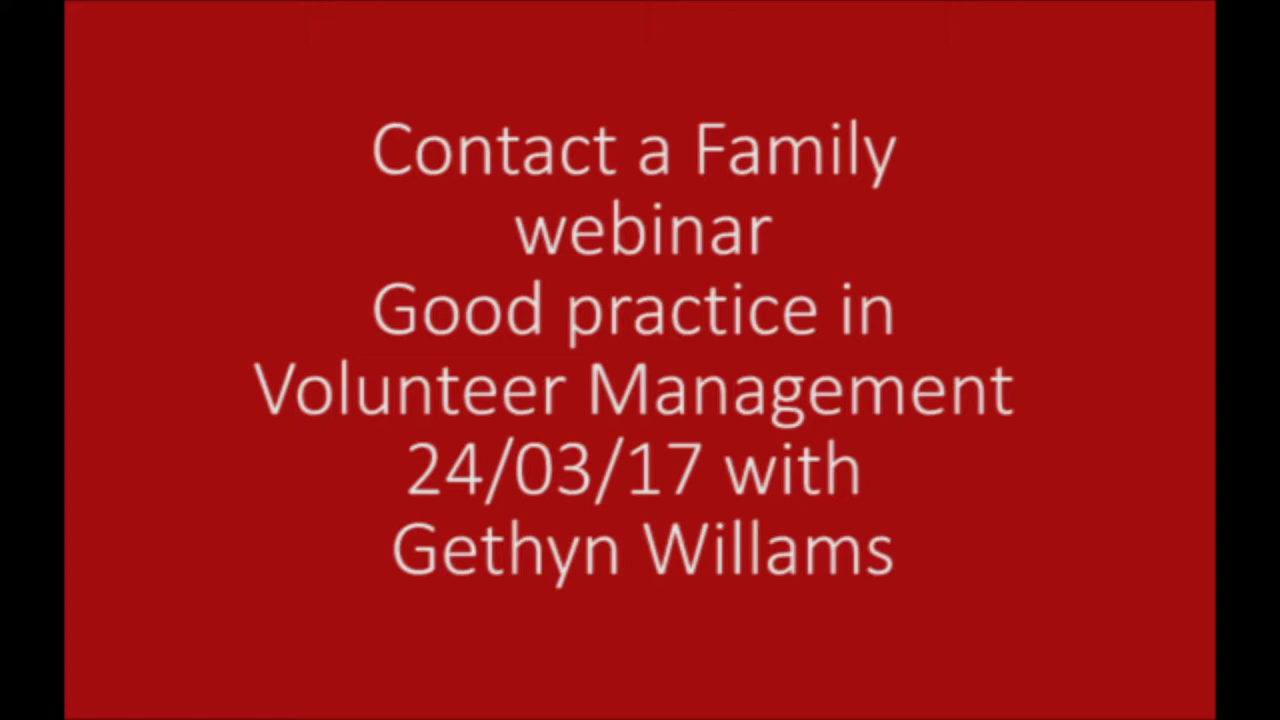 Contact a Family
webinar
Good practice in
Volunteer Management
24/03/17 with
Gethyn Willams